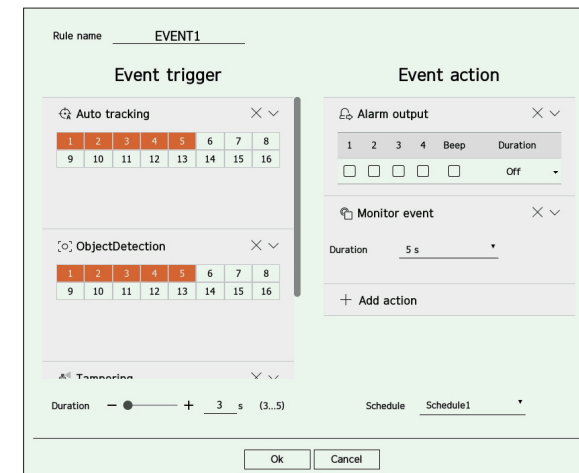 Rule name EVENT1
Event trigger
Auto tracking
1 2 3 4 5 6 7 8
9 10 11 12 13 14 15 16
ObjectDetection
1 2 3 4 5 6 7 8
9 10 11 12 13 14 15 16
Tampering
Duration 3 s (3...5)
Event action
Alarm output
1 2 3 4 Beep Duration
Off
Monitor event
Duration 5 s
Add action
Schedule Schedule1
Ok Cancel